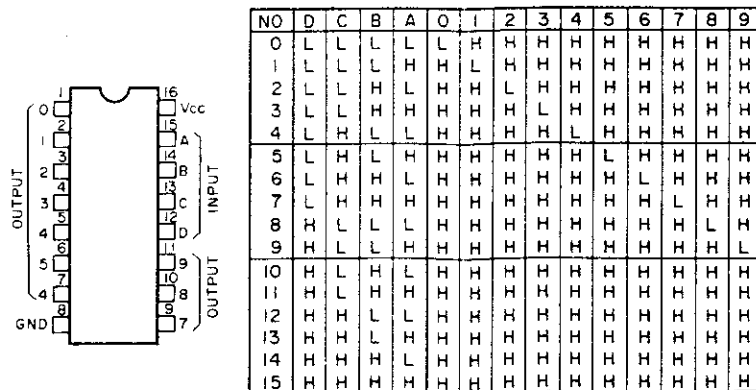 1 16
0 Vcc
2 15
1 A
3 14
2 B
4 13
3 C
5 12
4 D
6 11
5 9
7 10
4 8
8 9
GND 7
OUTPUT
INPUT
OUTPUT
NO D C B A 0 1 2 3 4 5 6 7 8 9
0 L L L L L H H H H H H H H H
1 L L L H H L H H H H H H H H
2 L L H L H H L H H H H H H H
3 L L H H H H H L H H H H H H
4 L H L L H H H H L H H H H H
5 L H L H H H H H H L H H H H
6 L H H L H H H H H H L H H H
7 L H H H H H H H H H H L H H
8 H L L L H H H H H H H H L H
9 H L L H H H H H H H H H H L
10 H L H L H H H H H H H H H H
11 H L H H H H H H H H H H H H
12 H H L L H H H H H H H H H H
13 H H L H H H H H H H H H H H
14 H H H L H H H H H H H H H H
15 H H H H H H H H H H H H H H